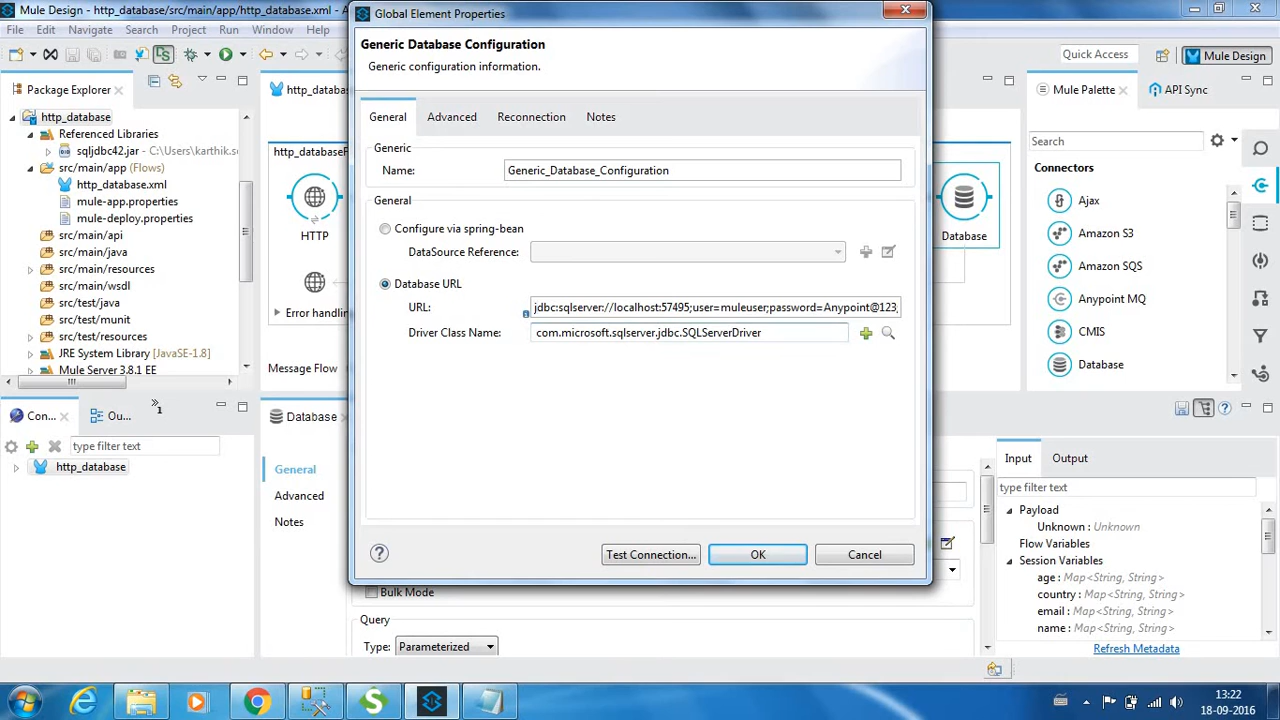 Mule Design - http_database/src/main/app/http_database.xml - A
File Edit Navigate Search Project Run Window Help
Quick Access
Mule Design
Package Explorer
http_database
Referenced Libraries
sqljdbc42.jar - C:\Users\karthik.s
src/main/app (Flows)
http_database.xml
mule-app.properties
mule-deploy.properties
src/main/api
src/main/java
src/main/resources
src/main/wsdl
src/test/java
src/test/munit
src/test/resources
JRE System Library [JavaSE-1.8]
Mule Server 3.8.1 EE
Con...
Ou...
1
type filter text
http_database
http_databas
http_databaseF
HTTP
Error handlin
Message Flow
Global Element Properties
Generic Database Configuration
Generic configuration information.
General
Advanced
Reconnection
Notes
Generic
Name:
Generic_Database_Configuration
General
Configure via spring-bean
DataSource Reference:
Database URL
URL:
jdbc:sqlserver://localhost:57495;user=muleuser;password=Anypoint@123;
Driver Class Name:
com.microsoft.sqlserver.jdbc.SQLServerDriver
Test Connection...
OK
Cancel
Database
Mule Palette
API Sync
Search
Connectors
Ajax
Amazon S3
Amazon SQS
Anypoint MQ
CMIS
Database
Database
General
Advanced
Notes
Bulk Mode
Query
Type:
Parameterized
Input
Output
type filter text
Payload
Unknown : Unknown
Flow Variables
Session Variables
age : Map<String, String>
country : Map<String, String>
email : Map<String, String>
name : Map<String, String>
Refresh Metadata
13:22
18-09-2016